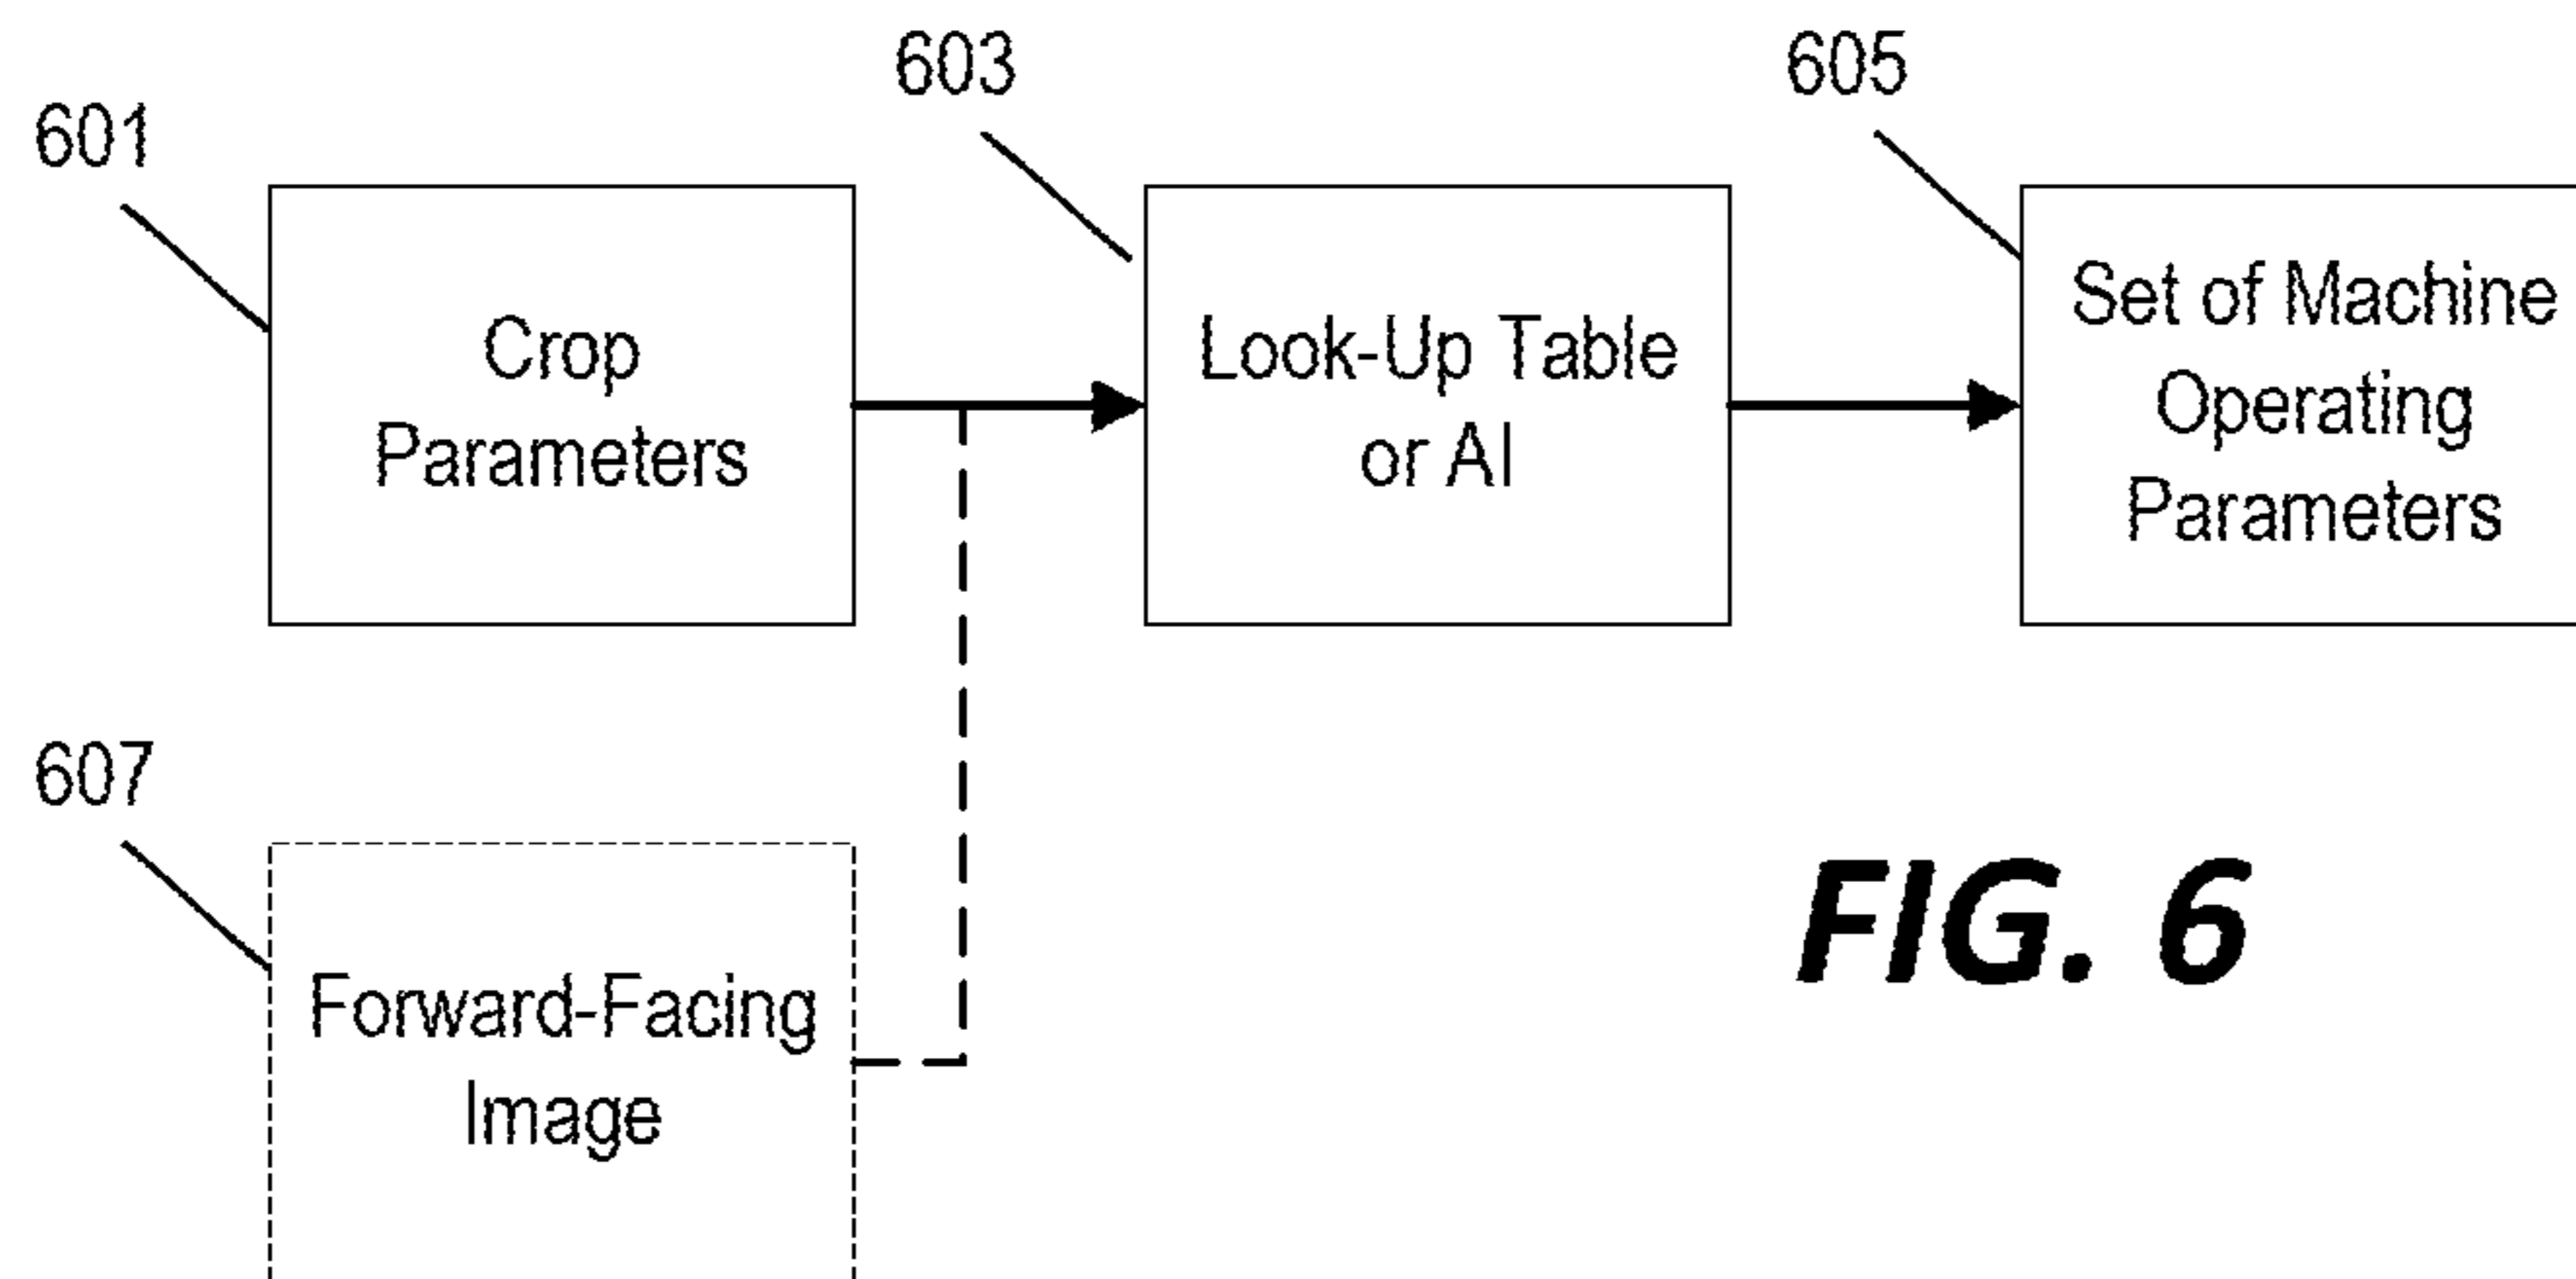 603
605
601
Crop
Parameters
Look-Up Table
or AI
Set of Machine
Operating
Parameters
607
Forward-Facing
Image
FIG. 6